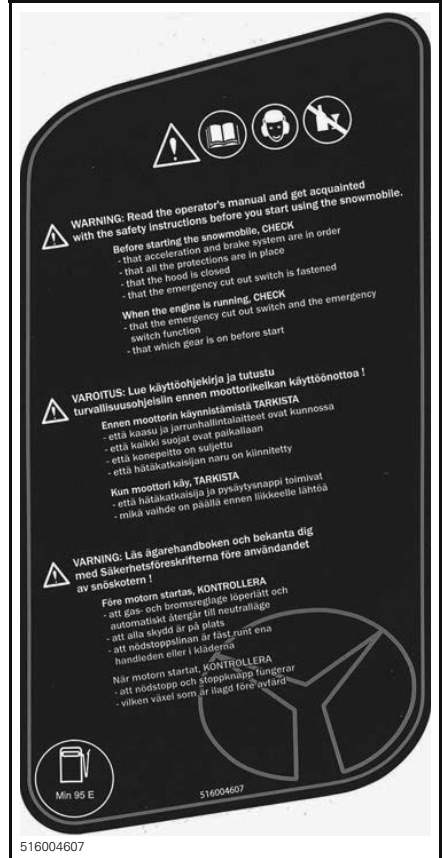 WARNING: Read the operator's manual and get acquainted
with the safety instructions before you start using the snowmobile.
Before starting the snowmobile, CHECK
- that acceleration and brake system are in order
- that all the protections are in place
- that the hood is closed
- that the emergency cut out switch is fastened
When the engine is running, CHECK
- that the emergency cut out switch and the emergency
switch function
- that which gear is on before start
VAROITUS: Lue käyttöohjekirja ja tutustu
turvallisuusohjeisiin ennen moottorikelkan käyttöönottoa !
Ennen moottorin käynnistämistä TARKISTA
- että kaasu ja jarrunhallintalaitteet ovat kunnossa
- että kaikki suojat ovat paikallaan
- että konepeitto on suljettu
- että hätäkatkaisijan naru on kiinnitetty
Kun moottori käy, TARKISTA
- että hätäkatkaisija ja pysäytysnappi toimivat
- mikä vaihde on päällä ennen liikkeelle lähtöä
VARNING: Läs ägarehandboken och bekanta dig
med Säkerhetsföreskrifterna före användandet
av snöskotern !
Före motorn startas, KONTROLLERA
- att gas- och bromsreglage löperlätt och
automatiskt återgår till neutralläge
- att alla skydd är på plats
- att nödstoppslinan är fäst runt ena
handleden eller i kläderna
När motorn startat, KONTROLLERA
- att nödstopp och stoppknapp fungerar
- vilken växel som är ilagd före avfärd
Min 95 E
516004607
516004607